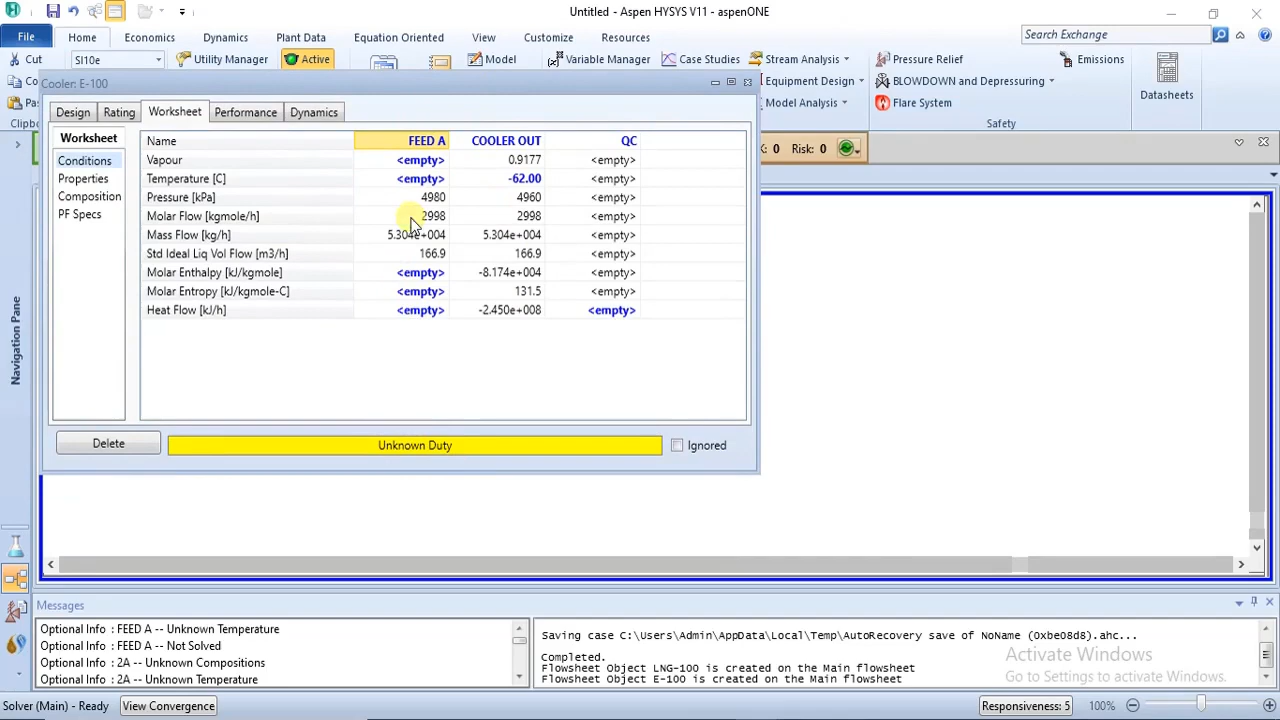 Untitled - Aspen HYSYS V11 - aspenONE
File Home Economics Dynamics Plant Data Equation Oriented View Customize Resources Search Exchange
Cut SI10e Utility Manager Active Model Variable Manager Case Studies Stream Analysis Pressure Relief Emissions
Co Equipment Design BLOWDOWN and Depressuring Datasheets
Pas Model Analysis Flare System
Clipb Safety
Cooler: E-100
Design Rating Worksheet Performance Dynamics
Worksheet
Conditions
Properties
Composition
PF Specs
Name FEED A COOLER OUT QC
Vapour <empty> 0.9177 <empty>
Temperature [C] <empty> -62.00 <empty>
Pressure [kPa] 4980 4960 <empty>
Molar Flow [kgmole/h] 2998 2998 <empty>
Mass Flow [kg/h] 5.304e+004 5.304e+004 <empty>
Std Ideal Liq Vol Flow [m3/h] 166.9 166.9 <empty>
Molar Enthalpy [kJ/kgmole] <empty> -8.174e+004 <empty>
Molar Entropy [kJ/kgmole-C] <empty> 131.5 <empty>
Heat Flow [kJ/h] <empty> -2.450e+008 <empty>
Delete Unknown Duty Ignored
: 0 Risk: 0
Navigation Pane
Messages
Optional Info : FEED A -- Unknown Temperature
Optional Info : FEED A -- Not Solved
Optional Info : 2A -- Unknown Compositions
Optional Info : 2A -- Unknown Temperature
Saving case C:\Users\Admin\AppData\Local\Temp\AutoRecovery save of NoName (0xbe08d8).ahc...
Completed.
Flowsheet Object LNG-100 is created on the Main flowsheet
Flowsheet Object E-100 is created on the Main flowsheet
Activate Windows
Go to Settings to activate Windows.
Solver (Main) - Ready View Convergence Responsiveness: 5 100%